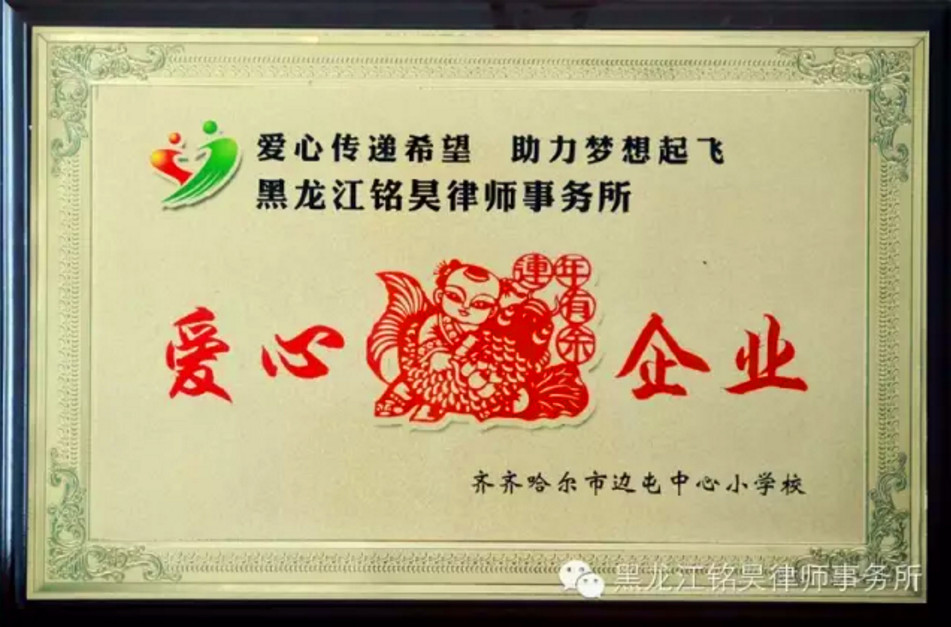 爱心传递希望 助力梦想起飞
黑龙江铭昊律师事务所
連年有余
爱心 企业
齐齐哈尔市边屯中心小学校
黑龙江铭昊律师事务所